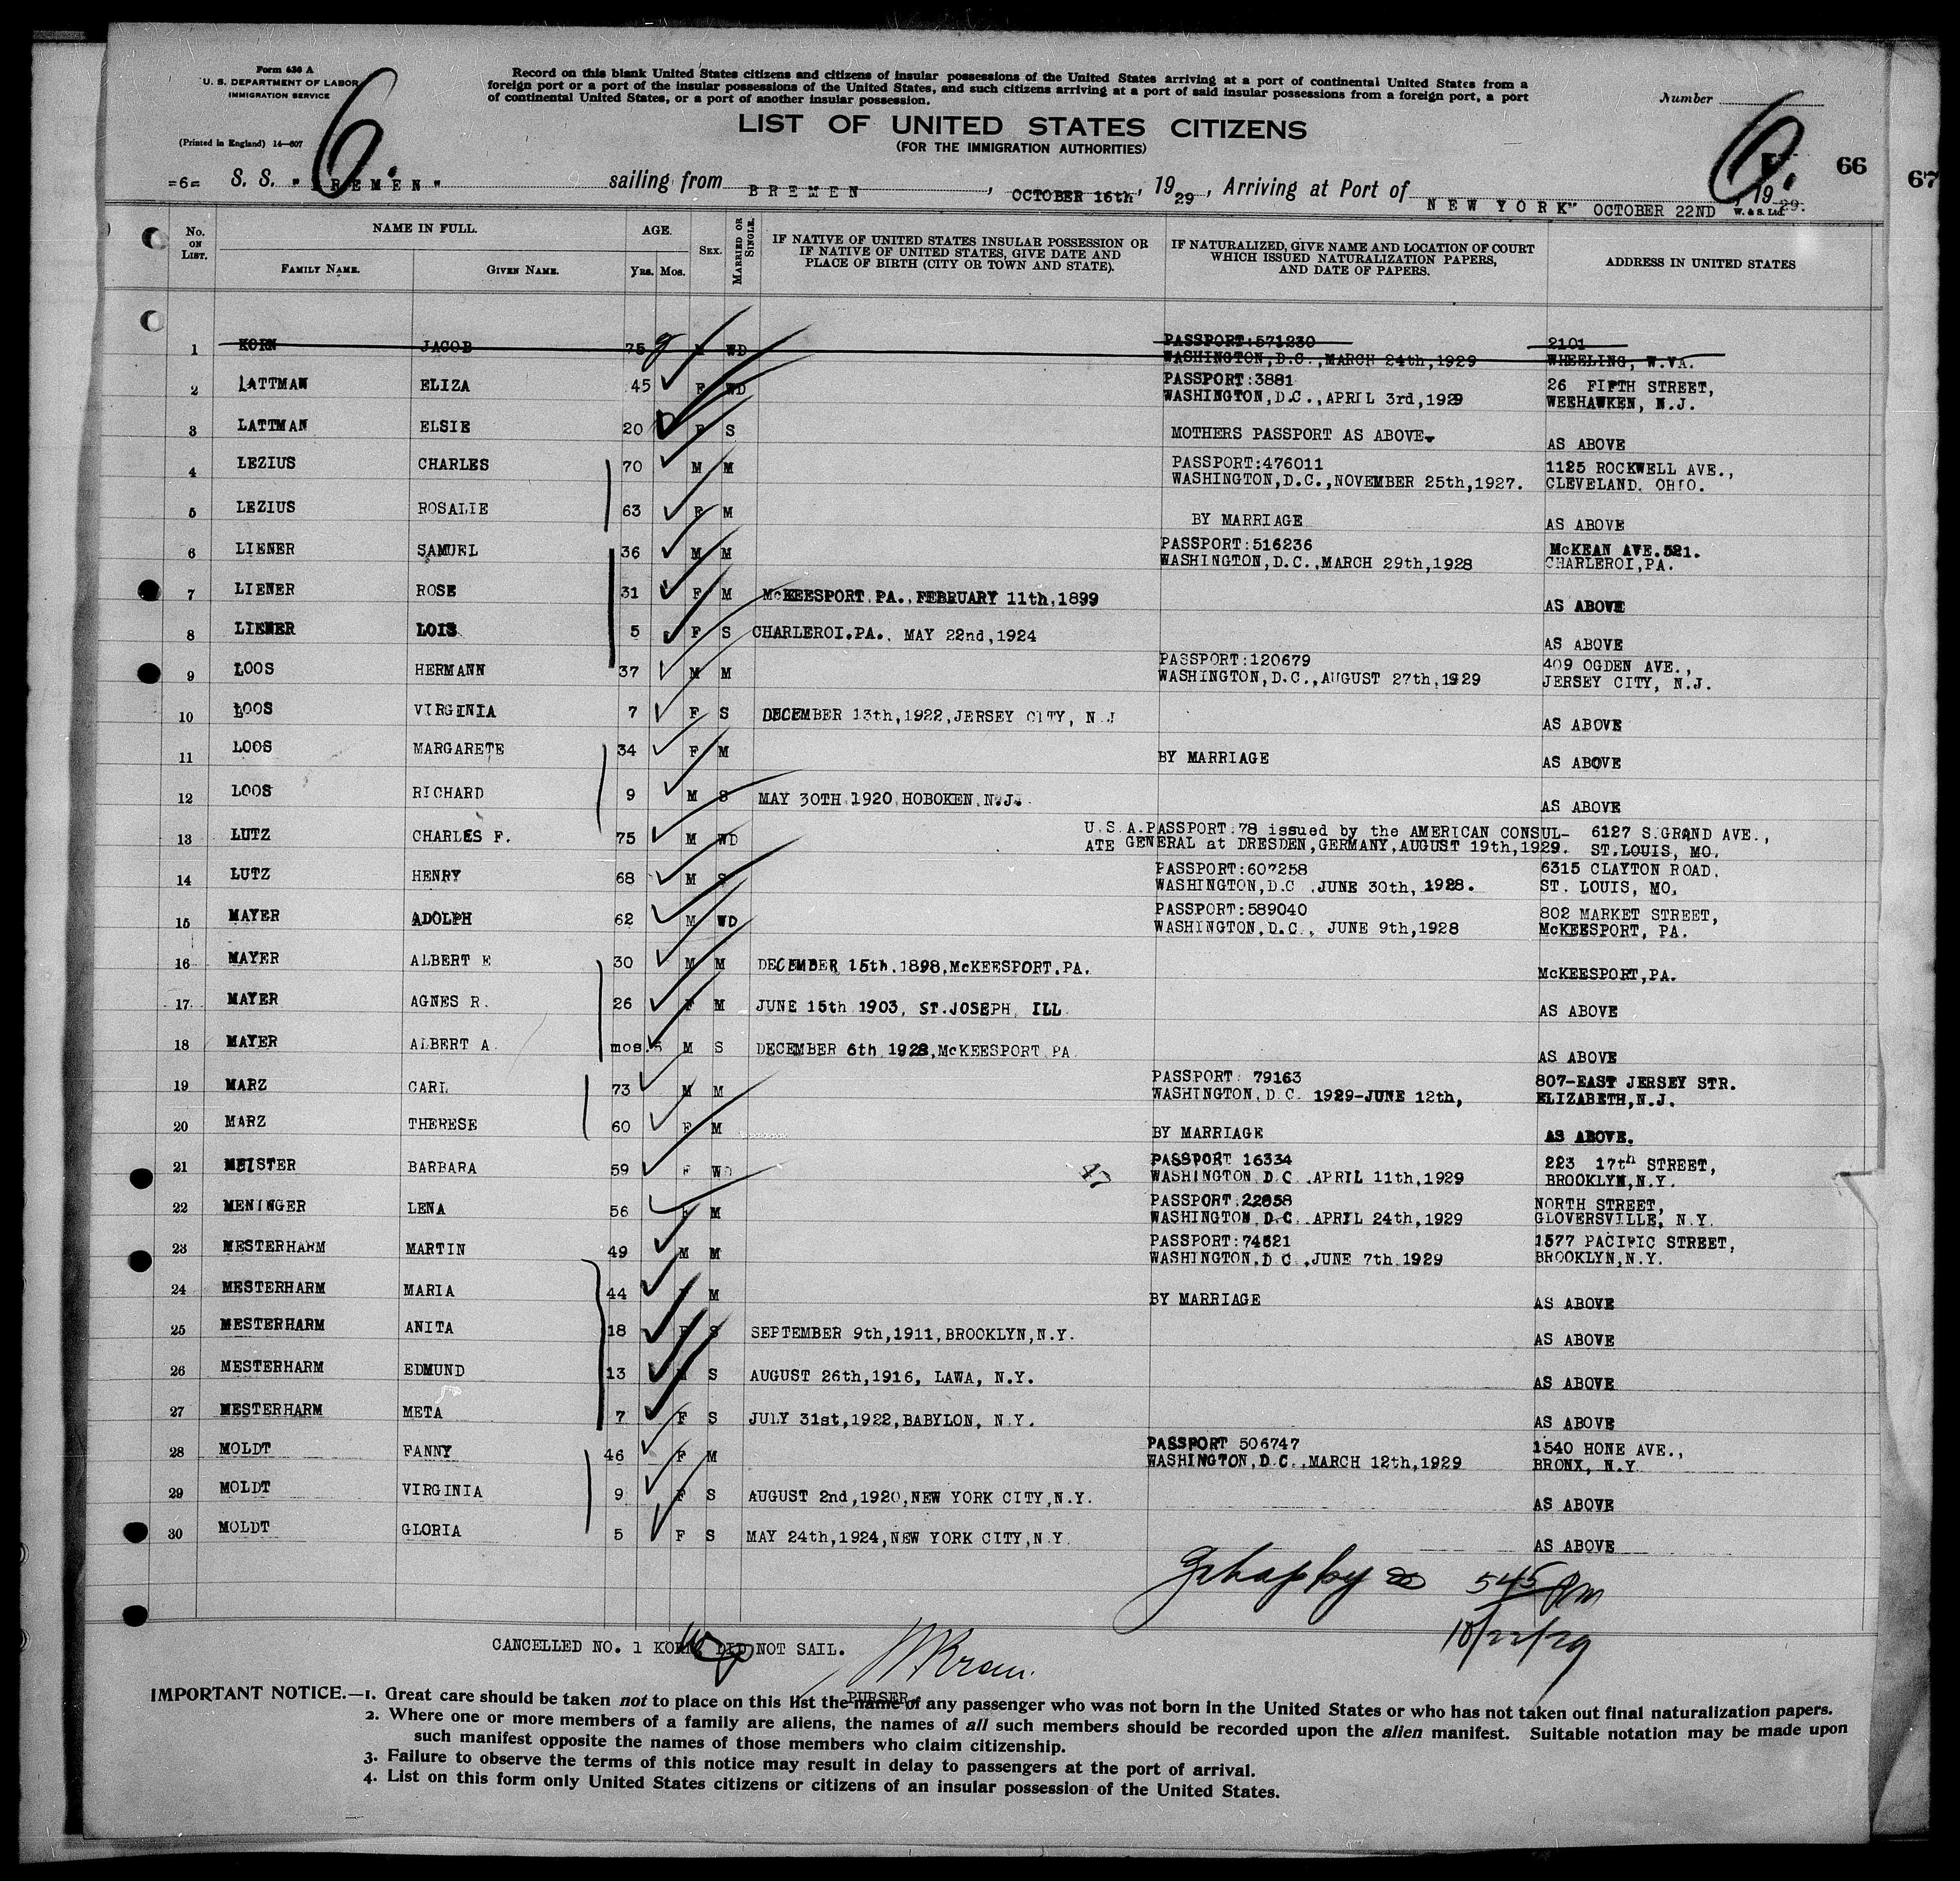 Form 630 A
U. S. DEPARTMENT OF LABOR
IMMIGRATION SERVICE
(Printed in England) 14—607
6.
Record on this blank United States citizens and citizens of insular possessions of the United States arriving at a port of continental United States from a
foreign port or a port of the insular possessions of the United States, and such citizens arriving at a port of said insular possessions from a foreign port, a port
of continental United States, or a port of another insular possession.
Number
LIST OF UNITED STATES CITIZENS
(FOR THE IMMIGRATION AUTHORITIES)
6. 66 67
=6= S. S. "BREMEN" sailing from BREMEN, OCTOBER 16th, 1929, Arriving at Port of NEW YORK" OCTOBER 22ND, 1929.
W. & S. Ltd.
No. ON LIST. NAME IN FULL. AGE. SEX. MARRIED OR SINGLE. IF NATIVE OF UNITED STATES INSULAR POSSESSION OR IF NATIVE OF UNITED STATES, GIVE DATE AND PLACE OF BIRTH (CITY OR TOWN AND STATE). IF NATURALIZED, GIVE NAME AND LOCATION OF COURT WHICH ISSUED NATURALIZATION PAPERS, AND DATE OF PAPERS. ADDRESS IN UNITED STATES
FAMILY NAME. GIVEN NAME. YRS. MOS.
1 KORN JACOB 75 M WD PASSPORT:571230 2101
WASHINGTON,D.C.,MARCH 24th,1929 WHEELING, W.VA.
2 LATTMAN ELIZA 45 F WD PASSPORT:3881 26 FIFTH STREET,
WASHINGTON,D.C.,APRIL 3rd,1929 WEEHAWKEN, N.J.
3 LATTMAN ELSIE 20 F S MOTHERS PASSPORT AS ABOVE. AS ABOVE
4 LEZIUS CHARLES 70 M M PASSPORT:476011 1125 ROCKWELL AVE.,
WASHINGTON,D.C.,NOVEMBER 25th,1927. CLEVELAND. OHIO.
5 LEZIUS ROSALIE 63 F M BY MARRIAGE AS ABOVE
6 LIENER SAMUEL 36 M M PASSPORT:516236 McKEAN AVE.521.
WASHINGTON,D.C.,MARCH 29th,1928 CHARLEROI,PA.
7 LIENER ROSE 31 F M McKEESPORT PA.,FEBRUARY 11th,1899 AS ABOVE
8 LIENER LOIS 5 F S CHARLEROI.PA., MAY 22nd,1924 AS ABOVE
9 LOOS HERMANN 37 M M PASSPORT:120679 409 OGDEN AVE.,
WASHINGTON,D.C.,AUGUST 27th,1929 JERSEY CITY, N.J.
10 LOOS VIRGINIA 7 F S DECEMBER 13th,1922,JERSEY CITY, N.J AS ABOVE
11 LOOS MARGARETE 34 F M BY MARRIAGE AS ABOVE
12 LOOS RICHARD 9 M S MAY 30TH 1920 HOBOKEN,N.J. AS ABOVE
13 LUTZ CHARLES F. 75 M WD U.S.A.PASSPORT:78 issued by the AMERICAN CONSUL- 6127 S.GRAND AVE.,
ATE GENERAL at DRESDEN,GERMANY,AUGUST 19th,1929. ST.LOUIS, MO.
14 LUTZ HENRY 68 M S PASSPORT:607258 6315 CLAYTON ROAD,
WASHINGTON,D.C.,JUNE 30th, 1928. ST. LOUIS, MO.
15 MAYER ADOLPH 62 M WD PASSPORT:589040 802 MARKET STREET,
WASHINGTON,D.C., JUNE 9th,1928 McKEESPORT, PA.
16 MAYER ALBERT E 30 M M DECEMBER 15th.1898,McKEESPORT.PA. McKEESPORT,PA.
17 MAYER AGNES R. 26 F M JUNE 15th 1903, ST.JOSEPH, ILL AS ABOVE
18 MAYER ALBERT A. mos.5 M S DECEMBER 6th 1928,McKEESPORT PA AS ABOVE
19 MARZ CARL 73 M M PASSPORT: 79163 807-EAST JERSEY STR.
WASHINGTON,D.C. 1929-JUNE 12th, ELIZABETH,N.J.
20 MARZ THERESE 60 F M BY MARRIAGE AS ABOVE.
21 MEISTER BARBARA 59 F WD 47 PASSPORT 16334 223 17th STREET,
WASHINGTON D.C.,APRIL 11th,1929 BROOKLYN,N.Y.
22 MENINGER LENA 56 F M PASSPORT:22858 NORTH STREET,
WASHINGTON D.C. APRIL 24th,1929 GLOVERSVILLE, N.Y.
23 MESTERHARM MARTIN 49 M M PASSPORT:74621 1577 PACIFIC STREET,
WASHINGTON,D.C.,JUNE 7th 1929 BROOKLYN,N.Y.
24 MESTERHARM MARIA 44 M BY MARRIAGE AS ABOVE
25 MESTERHARM ANITA 18 F S SEPTEMBER 9th,1911,BROOKLYN,N.Y. AS ABOVE
26 MESTERHARM EDMUND 13 S AUGUST 26th,1916, LAWA, N.Y. AS ABOVE
27 MESTERHARM META 7 F S JULY 31st,1922,BABYLON, N.Y. AS ABOVE
28 MOLDT FANNY 46 F M PASSPORT 506747 1540 HONE AVE.,
WASHINGTON,D.C.,MARCH 12th,1929 BRONX, N.Y.
29 MOLDT VIRGINIA 9 F S AUGUST 2nd,1920,NEW YORK CITY,N.Y. AS ABOVE
30 MOLDT GLORIA 5 F S MAY 24th,1924,NEW YORK CITY,N.Y. AS ABOVE
545 Pm
10/22/29
CANCELLED NO. 1 KORN DID NOT SAIL.
PURSER.
IMPORTANT NOTICE.—1. Great care should be taken not to place on this list the name of any passenger who was not born in the United States or who has not taken out final naturalization papers.
2. Where one or more members of a family are aliens, the names of all such members should be recorded upon the alien manifest. Suitable notation may be made upon
such manifest opposite the names of those members who claim citizenship.
3. Failure to observe the terms of this notice may result in delay to passengers at the port of arrival.
4. List on this form only United States citizens or citizens of an insular possession of the United States.